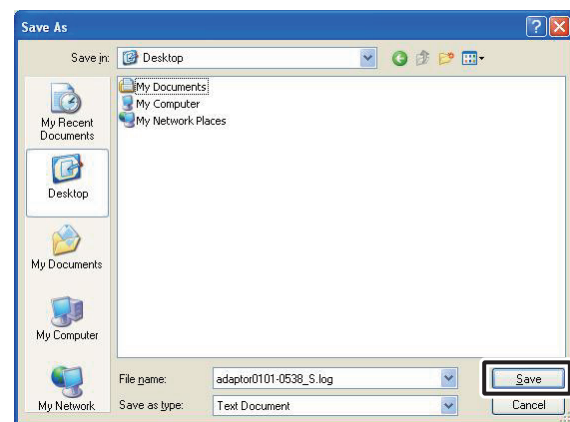 Save As
Save in:
Desktop
My Recent
Documents
Desktop
My Documents
My Computer
My Network
My Documents
My Computer
My Network Places
File name:
adaptor0101-0538_S.log
Save
Save as type:
Text Document
Cancel